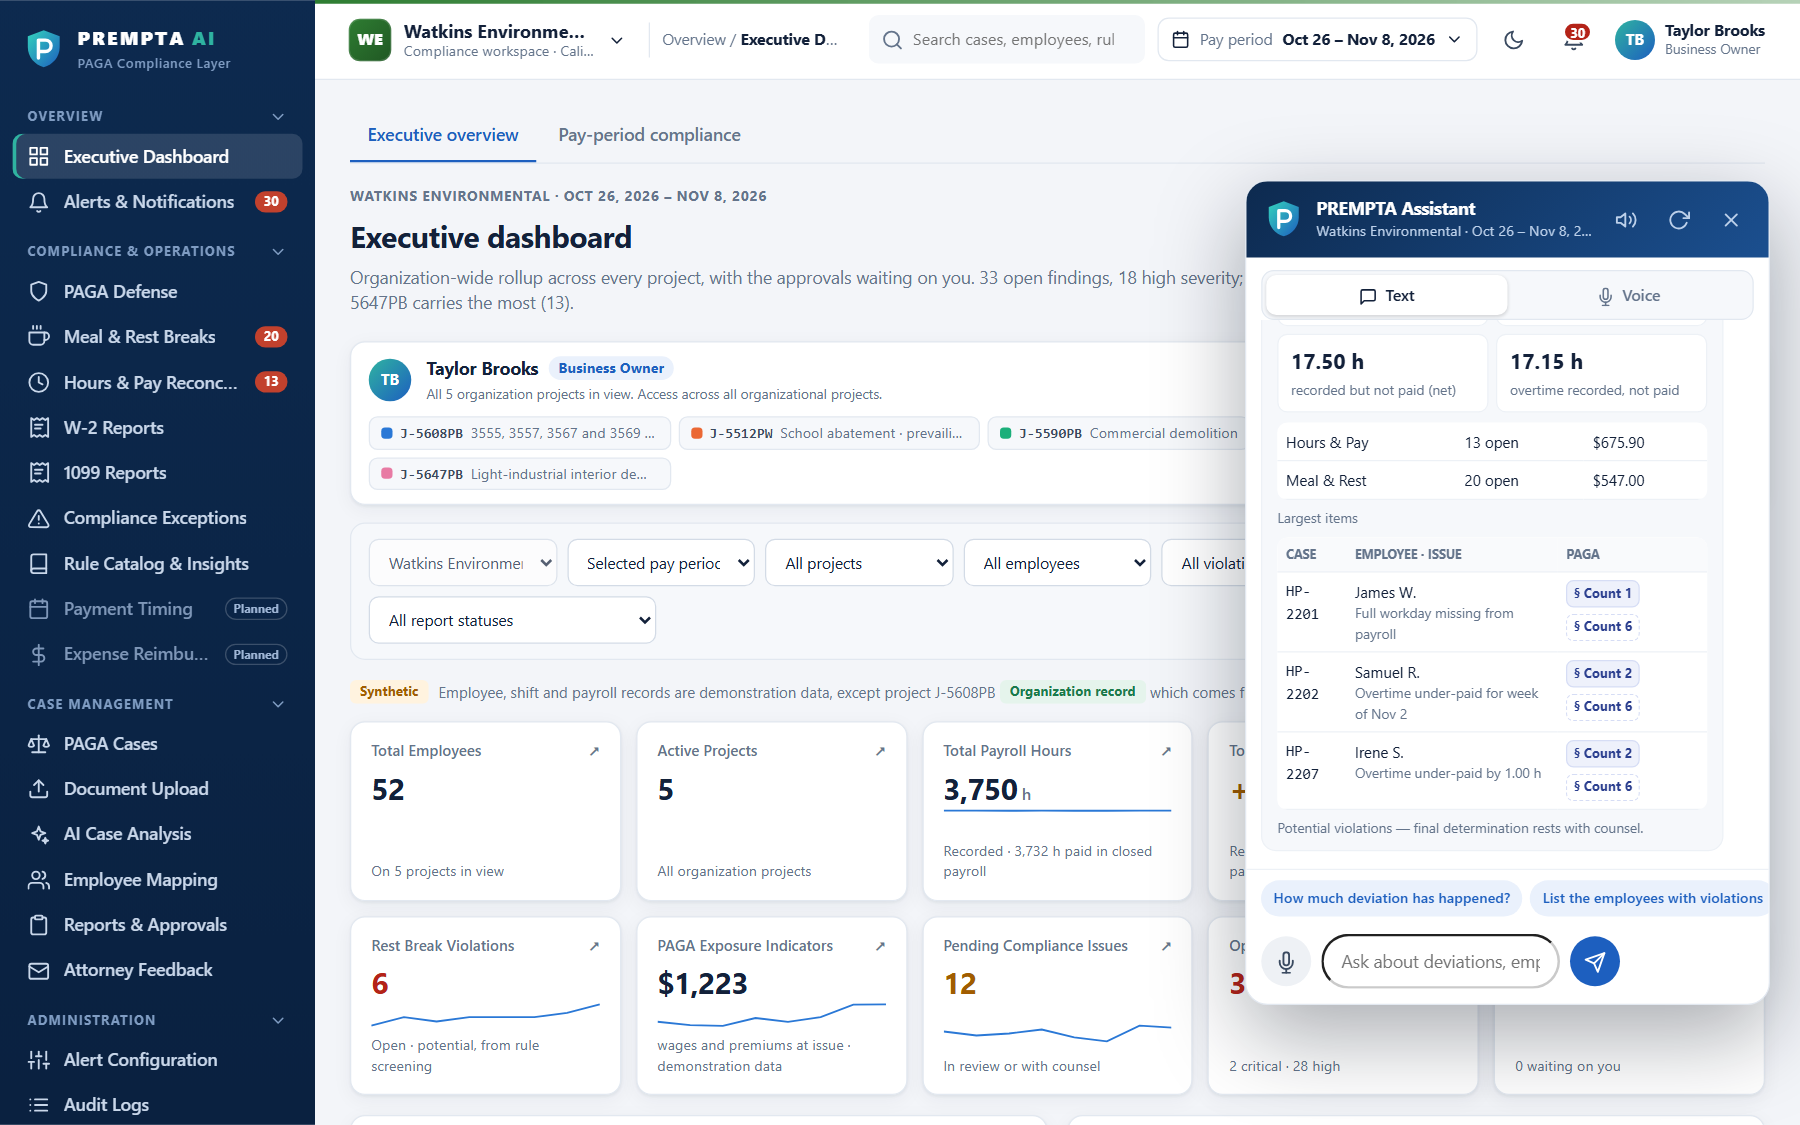 PREMPTA AI
PAGA Compliance Layer
OVERVIEW
Executive Dashboard
Alerts & Notifications 30
COMPLIANCE & OPERATIONS
PAGA Defense
Meal & Rest Breaks 20
Hours & Pay Reconc... 13
W-2 Reports
1099 Reports
Compliance Exceptions
Rule Catalog & Insights
Payment Timing Planned
Expense Reimbu... Planned
CASE MANAGEMENT
PAGA Cases
Document Upload
AI Case Analysis
Employee Mapping
Reports & Approvals
Attorney Feedback
ADMINISTRATION
Alert Configuration
Audit Logs
WE
Watkins Environme...
Compliance workspace · Cali...
Overview / Executive D...
Search cases, employees, rul
Pay period Oct 26 – Nov 8, 2026
30
TB
Taylor Brooks
Business Owner
Executive overview
Pay-period compliance
WATKINS ENVIRONMENTAL · OCT 26, 2026 – NOV 8, 2026
Executive dashboard
Organization-wide rollup across every project, with the approvals waiting on you. 33 open findings, 18 high severity;
5647PB carries the most (13).
TB
Taylor Brooks Business Owner
All 5 organization projects in view. Access across all organizational projects.
J-5608PB 3555, 3557, 3567 and 3569 ...
J-5512PW School abatement · prevaili...
J-5590PB Commercial demolition
J-5647PB Light-industrial interior de...
Watkins Environmer
Selected pay perioc
All projects
All employees
All violati
All report statuses
Synthetic Employee, shift and payroll records are demonstration data, except project J-5608PB Organization record which comes f
Total Employees
52
On 5 projects in view
Active Projects
5
All organization projects
Total Payroll Hours
3,750 h
Recorded · 3,732 h paid in closed
payroll
To
+
Re
pa
Rest Break Violations
6
Open · potential, from rule
screening
PAGA Exposure Indicators
$1,223
wages and premiums at issue ·
demonstration data
Pending Compliance Issues
12
In review or with counsel
Op
3
2 critical · 28 high
0 waiting on you
PREMPTA Assistant
Watkins Environmental · Oct 26 – Nov 8, 2...
Text
Voice
17.50 h
recorded but not paid (net)
17.15 h
overtime recorded, not paid
Hours & Pay 13 open $675.90
Meal & Rest 20 open $547.00
Largest items
CASE EMPLOYEE · ISSUE PAGA
HP-
2201
James W.
Full workday missing from
payroll
§ Count 1
§ Count 6
HP-
2202
Samuel R.
Overtime under-paid for week
of Nov 2
§ Count 2
§ Count 6
HP-
2207
Irene S.
Overtime under-paid by 1.00 h
§ Count 2
§ Count 6
Potential violations — final determination rests with counsel.
How much deviation has happened?
List the employees with violations
Ask about deviations, emp